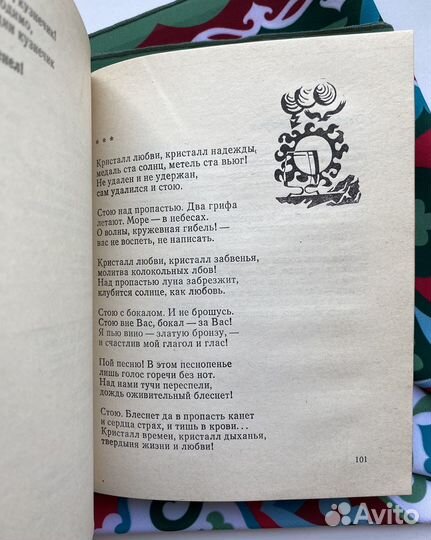 кузнечик!
димо,
ши кузнечик
пел!
* * *
Кристалл любви, кристалл надежды,
медаль ста солнц, метель ста вьюг!
Не удален и не удержан,
сам удалился и стою.
Стою над пропастью. Два грифа
летают. Море — в небесах.
О волны, кружевная гибель! —
вас не воспеть, не написать.
Кристалл любви, кристалл забвенья,
молитва колокольных лбов!
Над пропастью луна забрезжит,
клубится солнце, как любовь.
Стою с бокалом. И не брошусь.
Стою вне Вас, бокал — за Вас!
Я пью вино — златую бронзу, —
и счастлив мой глагол и глас!
Пой песню! В этом песнопенье
лишь голос горечи без нот.
Над нами тучи переспели,
дождь оживительный блеснет!
Стою. Блеснет да в пропасть канет
и сердца страх, и тишь в крови...
Кристалл времен, кристалл дыханья,
твердыня жизни и любви!
101
Avito